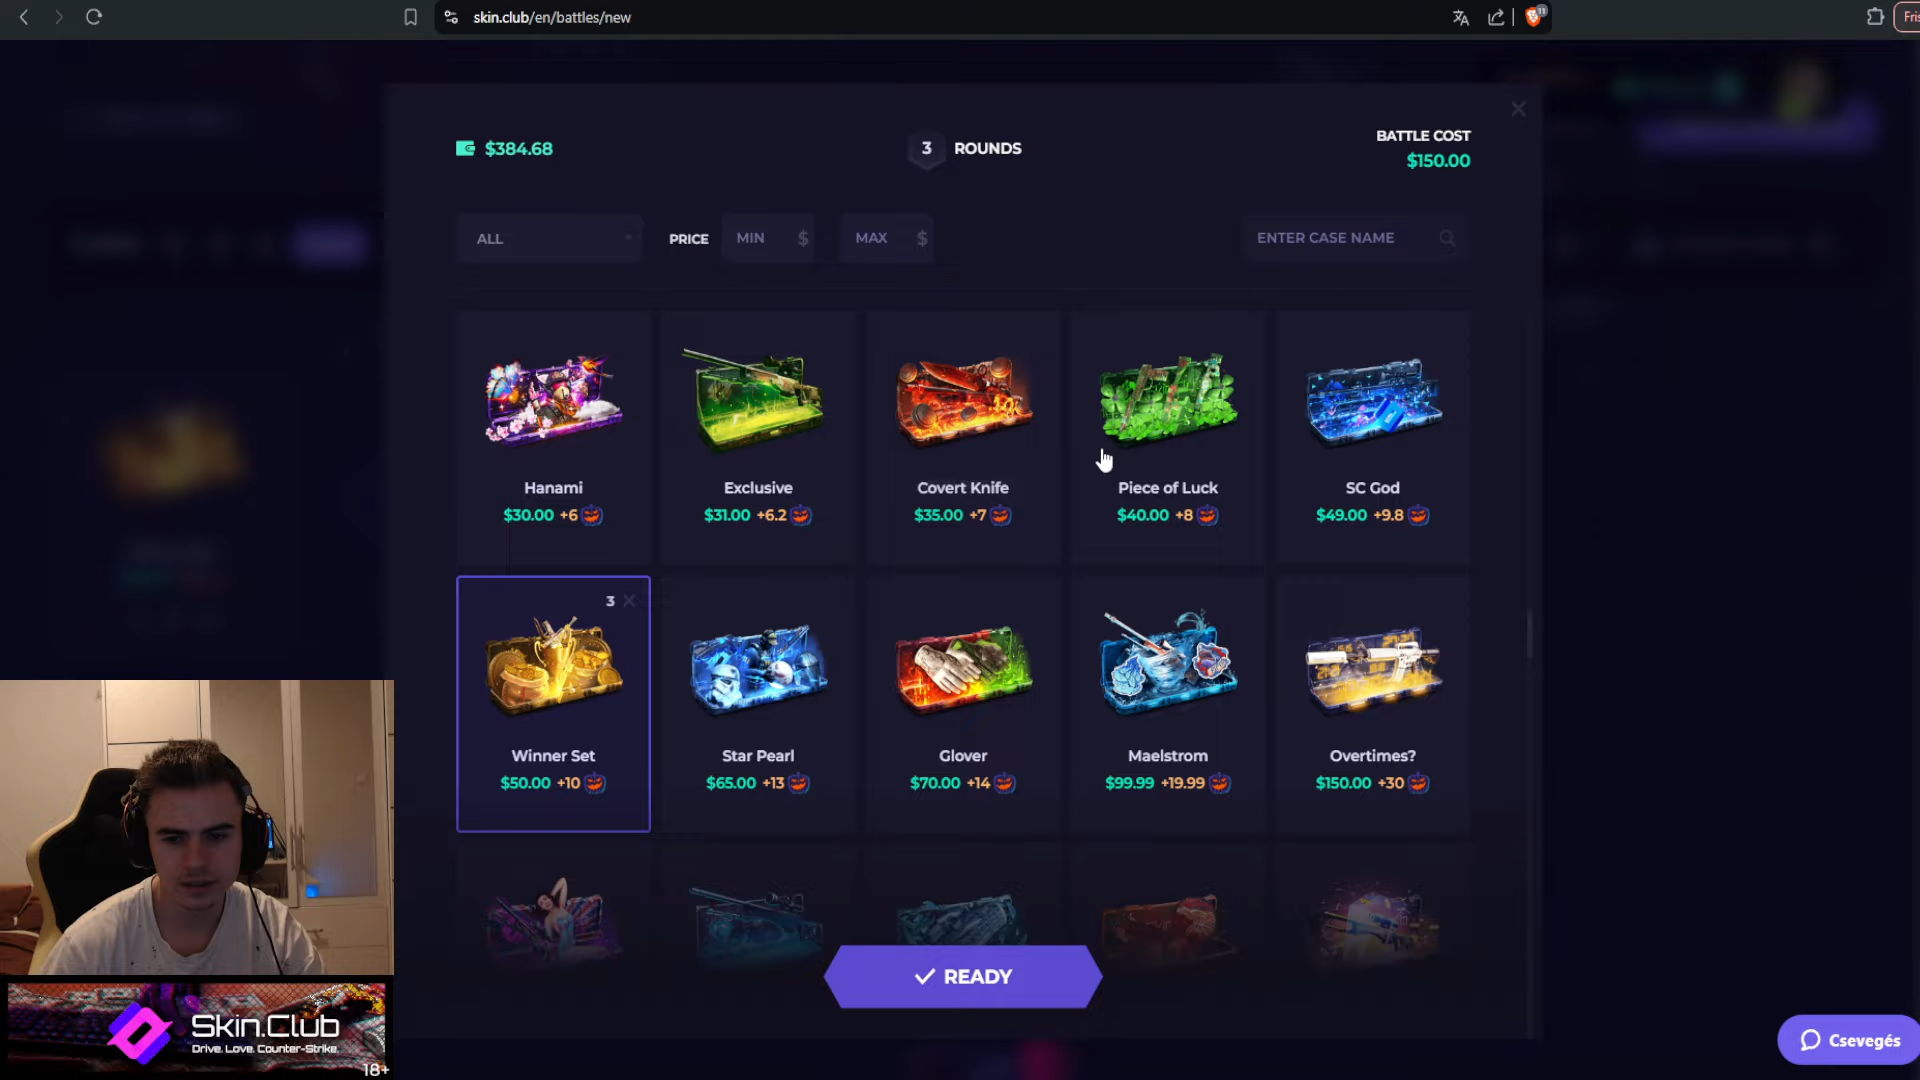 skin.club/en/battles/new
11
Fris
$384.68
3 ROUNDS
BATTLE COST
$150.00
ALL
PRICE
MIN $
MAX $
ENTER CASE NAME
Hanami
$30.00 +6
Exclusive
$31.00 +6.2
Covert Knife
$35.00 +7
Piece of Luck
$40.00 +8
SC God
$49.00 +9.8
3
Winner Set
$50.00 +10
Star Pearl
$65.00 +13
Glover
$70.00 +14
Maelstrom
$99.99 +19.99
Overtimes?
$150.00 +30
READY
Skin.Club
Drive. Love. Counter-Strike.
18+
Csevegés